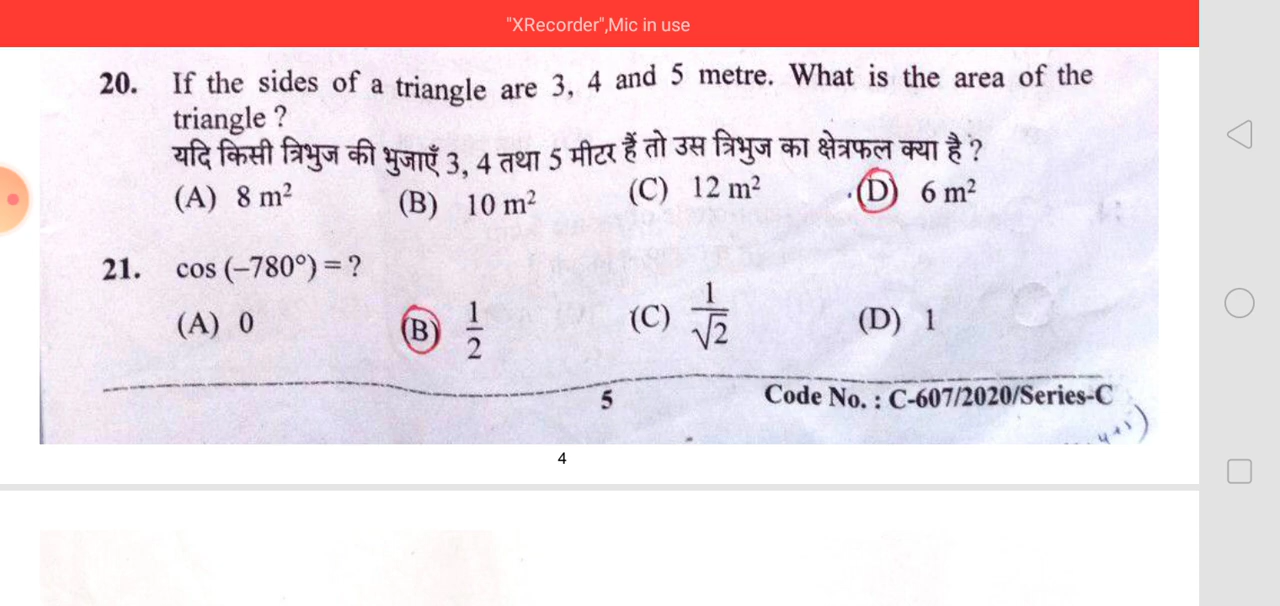 "XRecorder",Mic in use
20. If the sides of a triangle are 3, 4 and 5 metre. What is the area of the
triangle ?
यदि किसी त्रिभुज की भुजाएँ 3, 4 तथा 5 मीटर हैं तो उस त्रिभुज का क्षेत्रफल क्या है ?
(A) 8 m² (B) 10 m² (C) 12 m² (D) 6 m²
21. cos (–780°) = ?
(A) 0 (B) 1/2 (C) 1/√2 (D) 1
5 Code No. : C-607/2020/Series-C
4